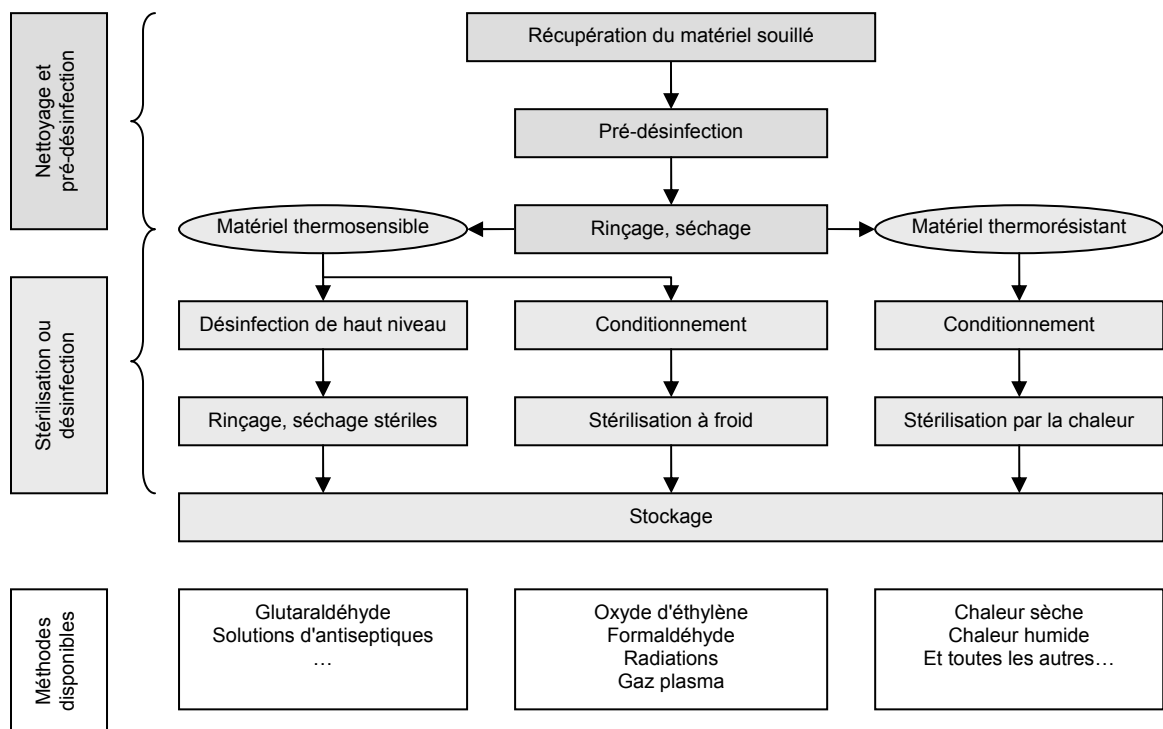 Nettoyage et
pré-désinfection
Récupération du matériel souillé
Pré-désinfection
Matériel thermosensible
Rinçage, séchage
Matériel thermorésistant
Stérilisation ou
désinfection
Désinfection de haut niveau
Conditionnement
Conditionnement
Rinçage, séchage stériles
Stérilisation à froid
Stérilisation par la chaleur
Stockage
Méthodes
disponibles
Glutaraldéhyde
Solutions d'antiseptiques
…
Oxyde d'éthylène
Formaldéhyde
Radiations
Gaz plasma
Chaleur sèche
Chaleur humide
Et toutes les autres…